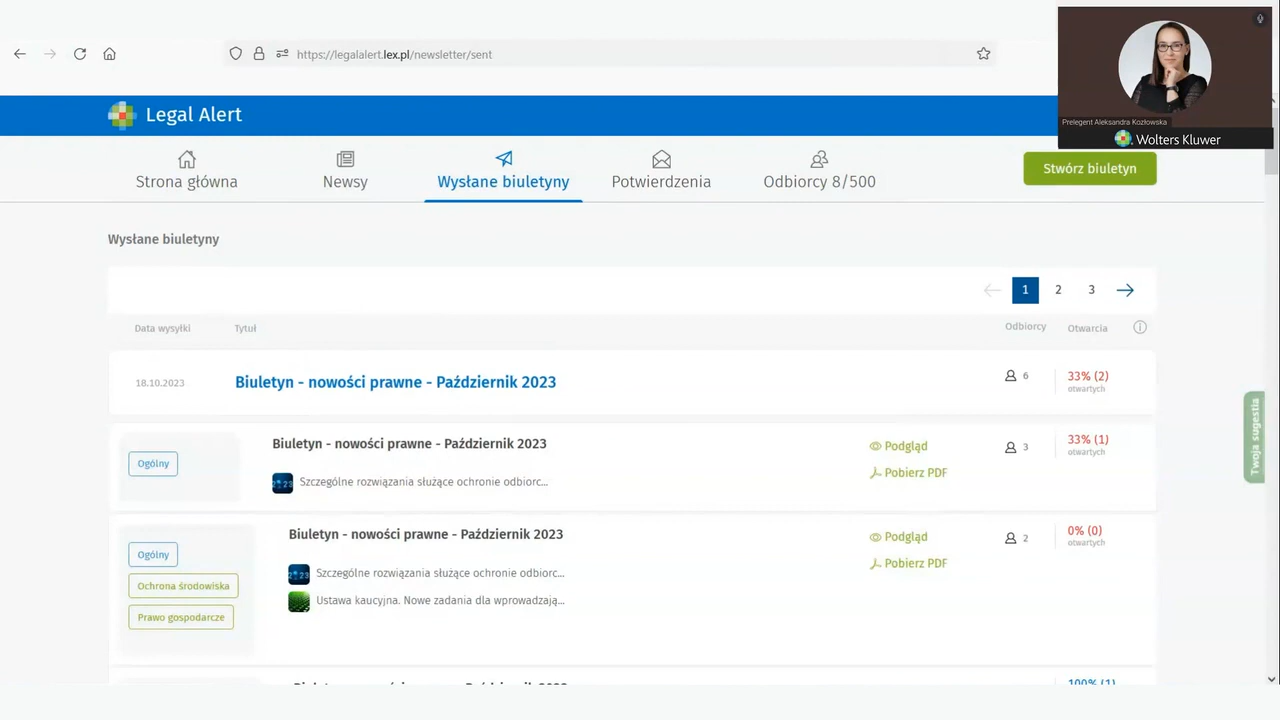 https://legalalert.lex.pl/newsletter/sent
Prelegent Aleksandra Kozłowska
Wolters Kluwer
Legal Alert
Strona główna
Newsy
Wysłane biuletyny
Potwierdzenia
Odbiorcy 8/500
Stwórz biuletyn
Wysłane biuletyny
1 2 3
Data wysyłki Tytuł Odbiorcy Otwarcia
18.10.2023 Biuletyn - nowości prawne - Październik 2023 6 33% (2)
otwartych
Biuletyn - nowości prawne - Październik 2023 Podgląd 3 33% (1)
otwartych
Ogólny
Szczególne rozwiązania służące ochronie odbiorc... Pobierz PDF
Biuletyn - nowości prawne - Październik 2023 Podgląd 2 0% (0)
otwartych
Ogólny
Szczególne rozwiązania służące ochronie odbiorc... Pobierz PDF
Ochrona środowiska
Ustawa kaucyjna. Nowe zadania dla wprowadzają...
Prawo gospodarcze
100% (1)
Twoja sugestia